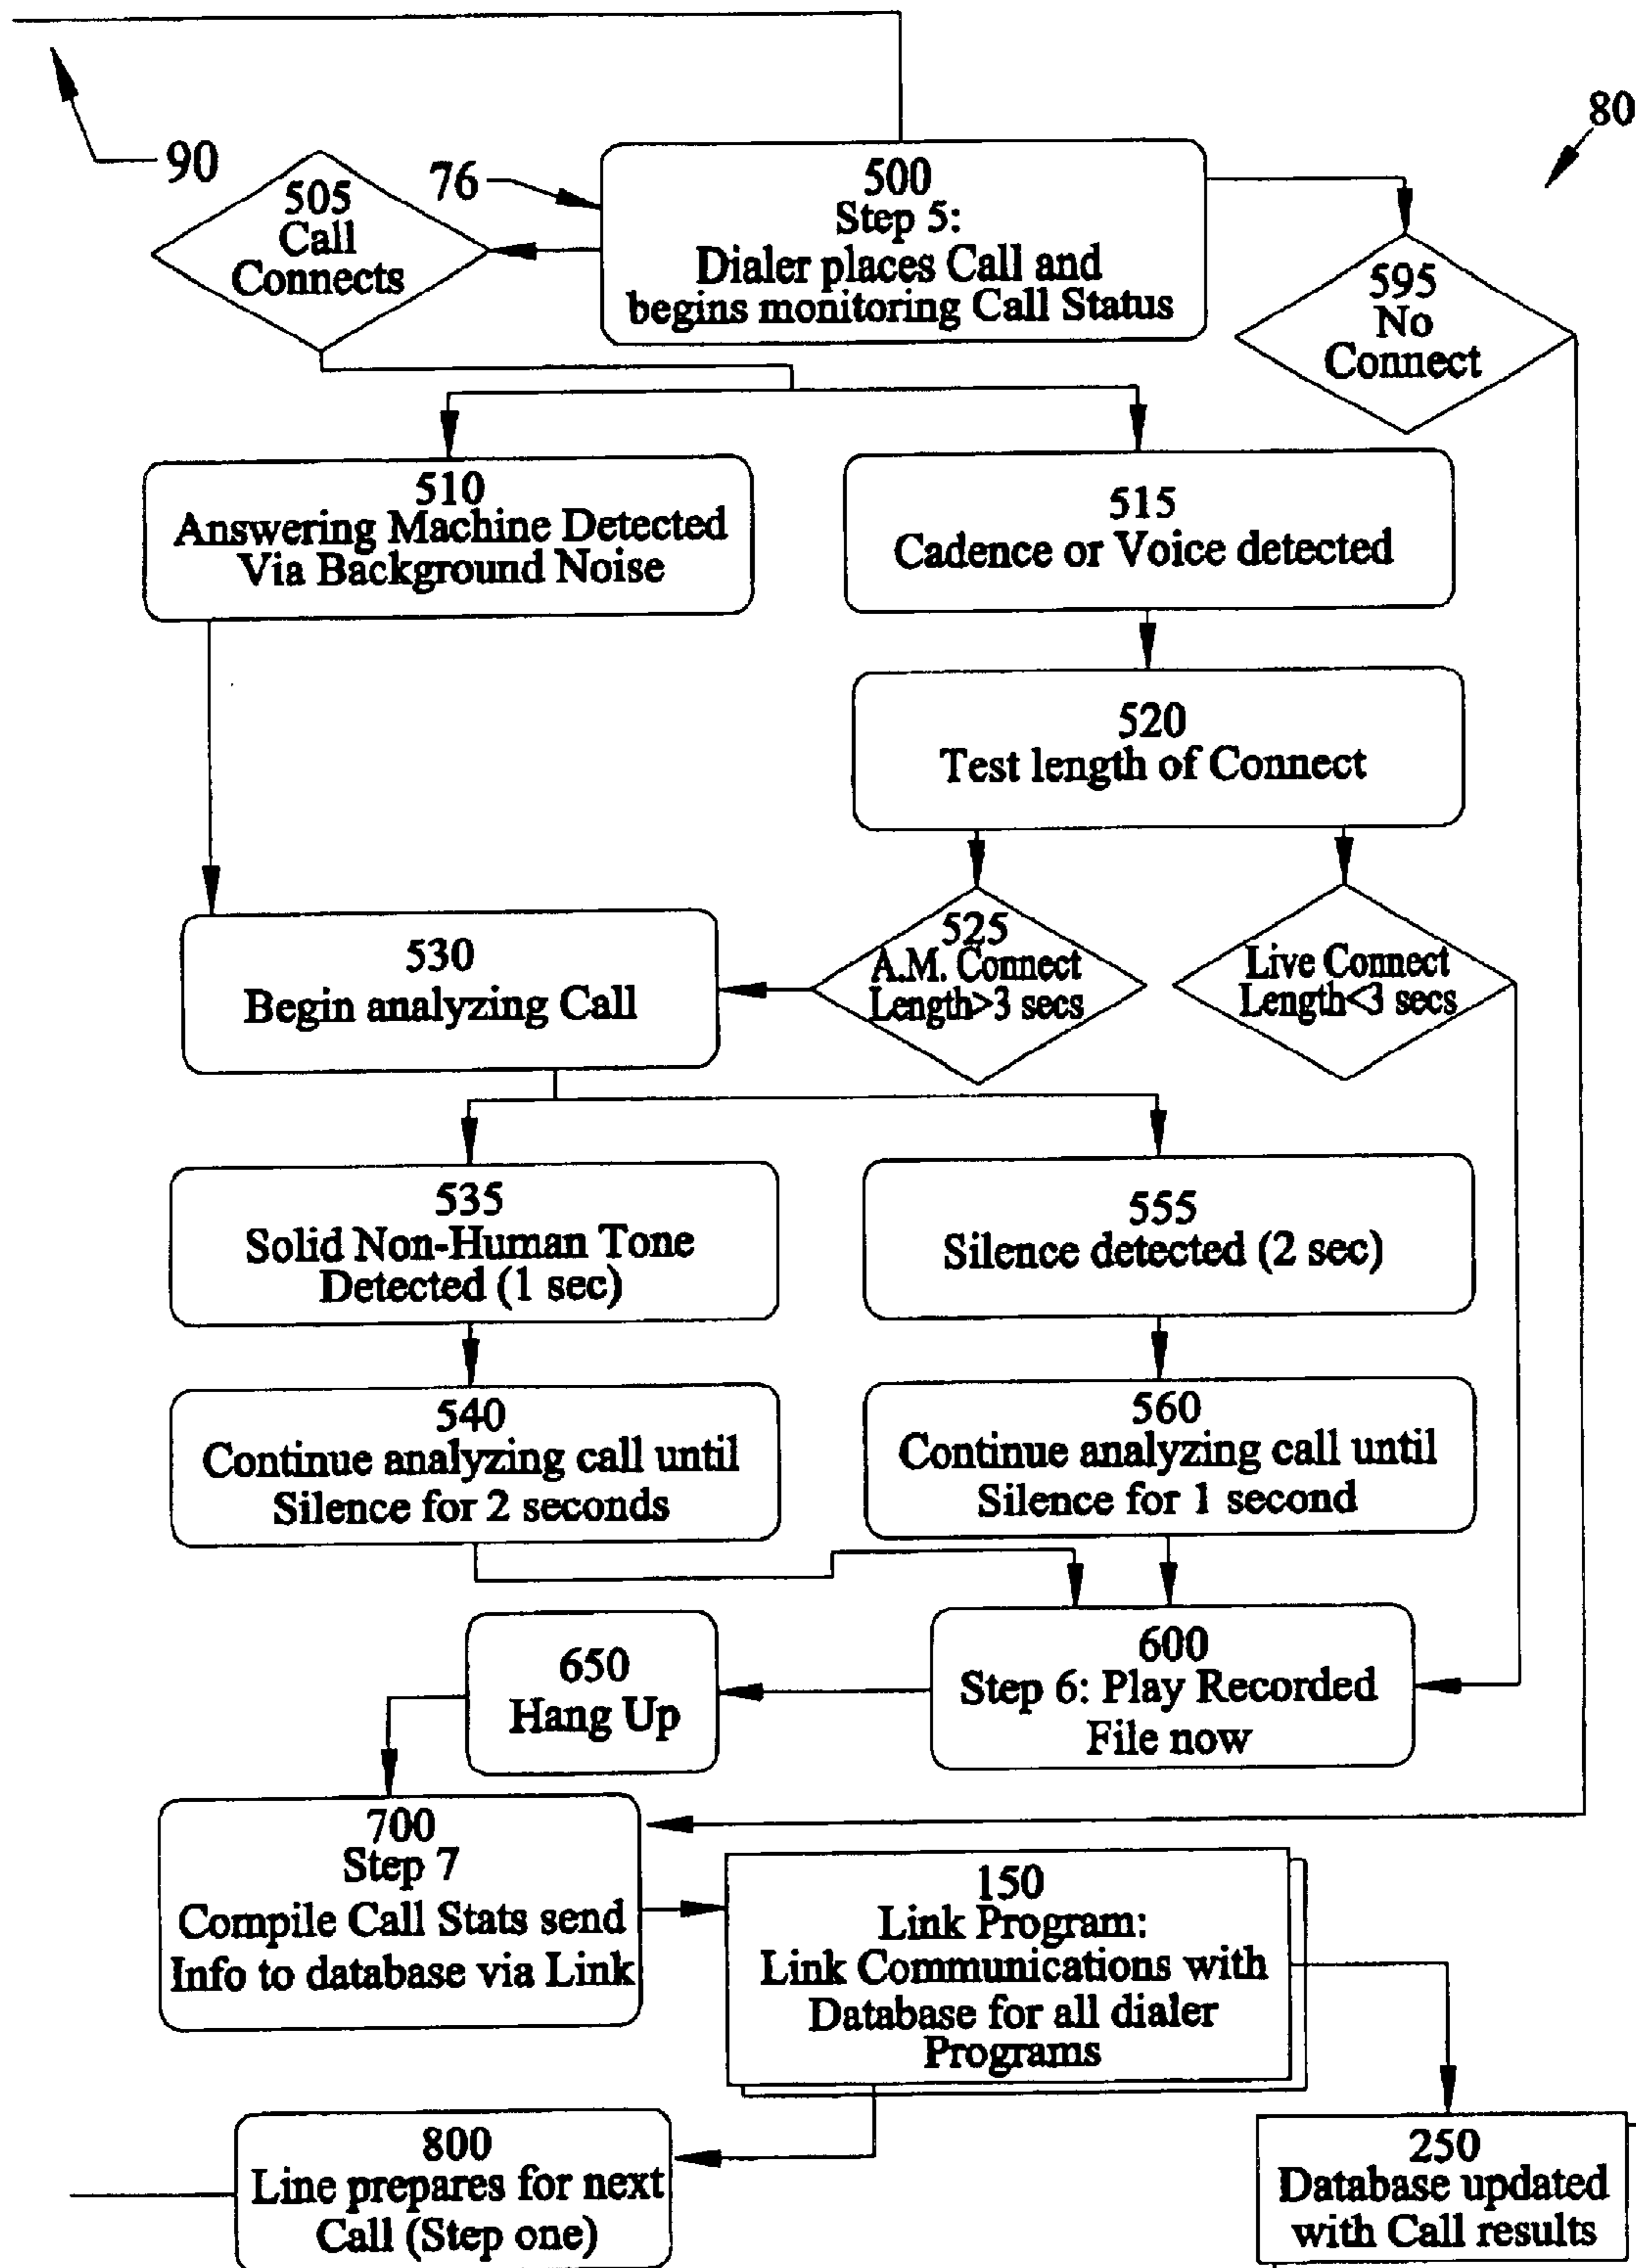 80
90
76
500
Step 5:
Dialer places Call and
begins monitoring Call Status
505
Call
Connects
595
No
Connect
510
Answering Machine Detected
Via Background Noise
515
Cadence or Voice detected
520
Test length of Connect
525
A.M. Connect
Length>3 secs
Live Connect
Length<3 secs
530
Begin analyzing Call
535
Solid Non-Human Tone
Detected (1 sec)
555
Silence detected (2 sec)
540
Continue analyzing call until
Silence for 2 seconds
560
Continue analyzing call until
Silence for 1 second
650
Hang Up
600
Step 6: Play Recorded
File now
700
Step 7
Compile Call Stats send
Info to database via Link
150
Link Program:
Link Communications with
Database for all dialer
Programs
800
Line prepares for next
Call (Step one)
250
Database updated
with Call results